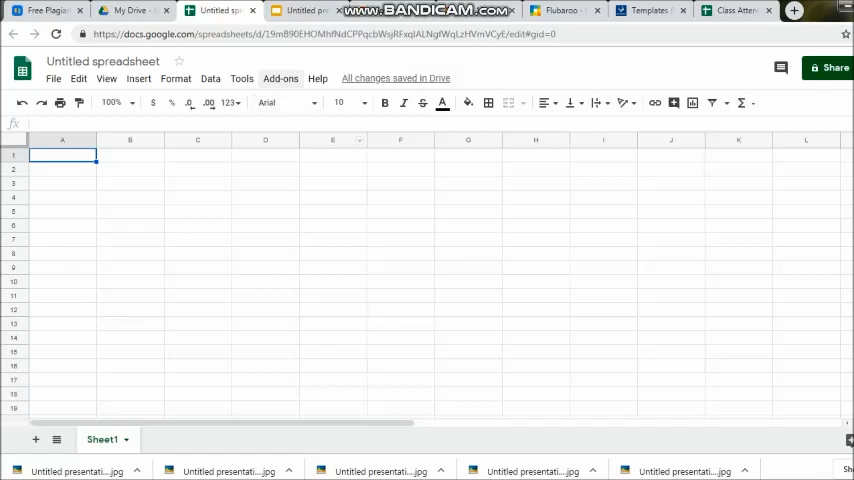 Free Plagiar
My Drive -
Untitled spr
Untitled pre
www.BANDICAM.com
Flubaroo -
Templates
Class Atten
docs.google.com/spreadsheets/d/19mB90EHOMhfNdCPPqcbWsjRFxqIALNgfWqLzHVmVCyE/edit#gid=0
Untitled spreadsheet
Share
File Edit View Insert Format Data Tools Add-ons Help All changes saved in Drive
100% $ % .0 .00 123 Arial 10 B I S A Σ
fx
A B C D E F G H I J K L
1
2
3
4
5
6
7
8
9
10
11
12
13
14
15
16
17
18
19
Sheet1
Untitled presentati....jpg Untitled presentati....jpg Untitled presentati....jpg Untitled presentati....jpg Untitled presentati....jpg